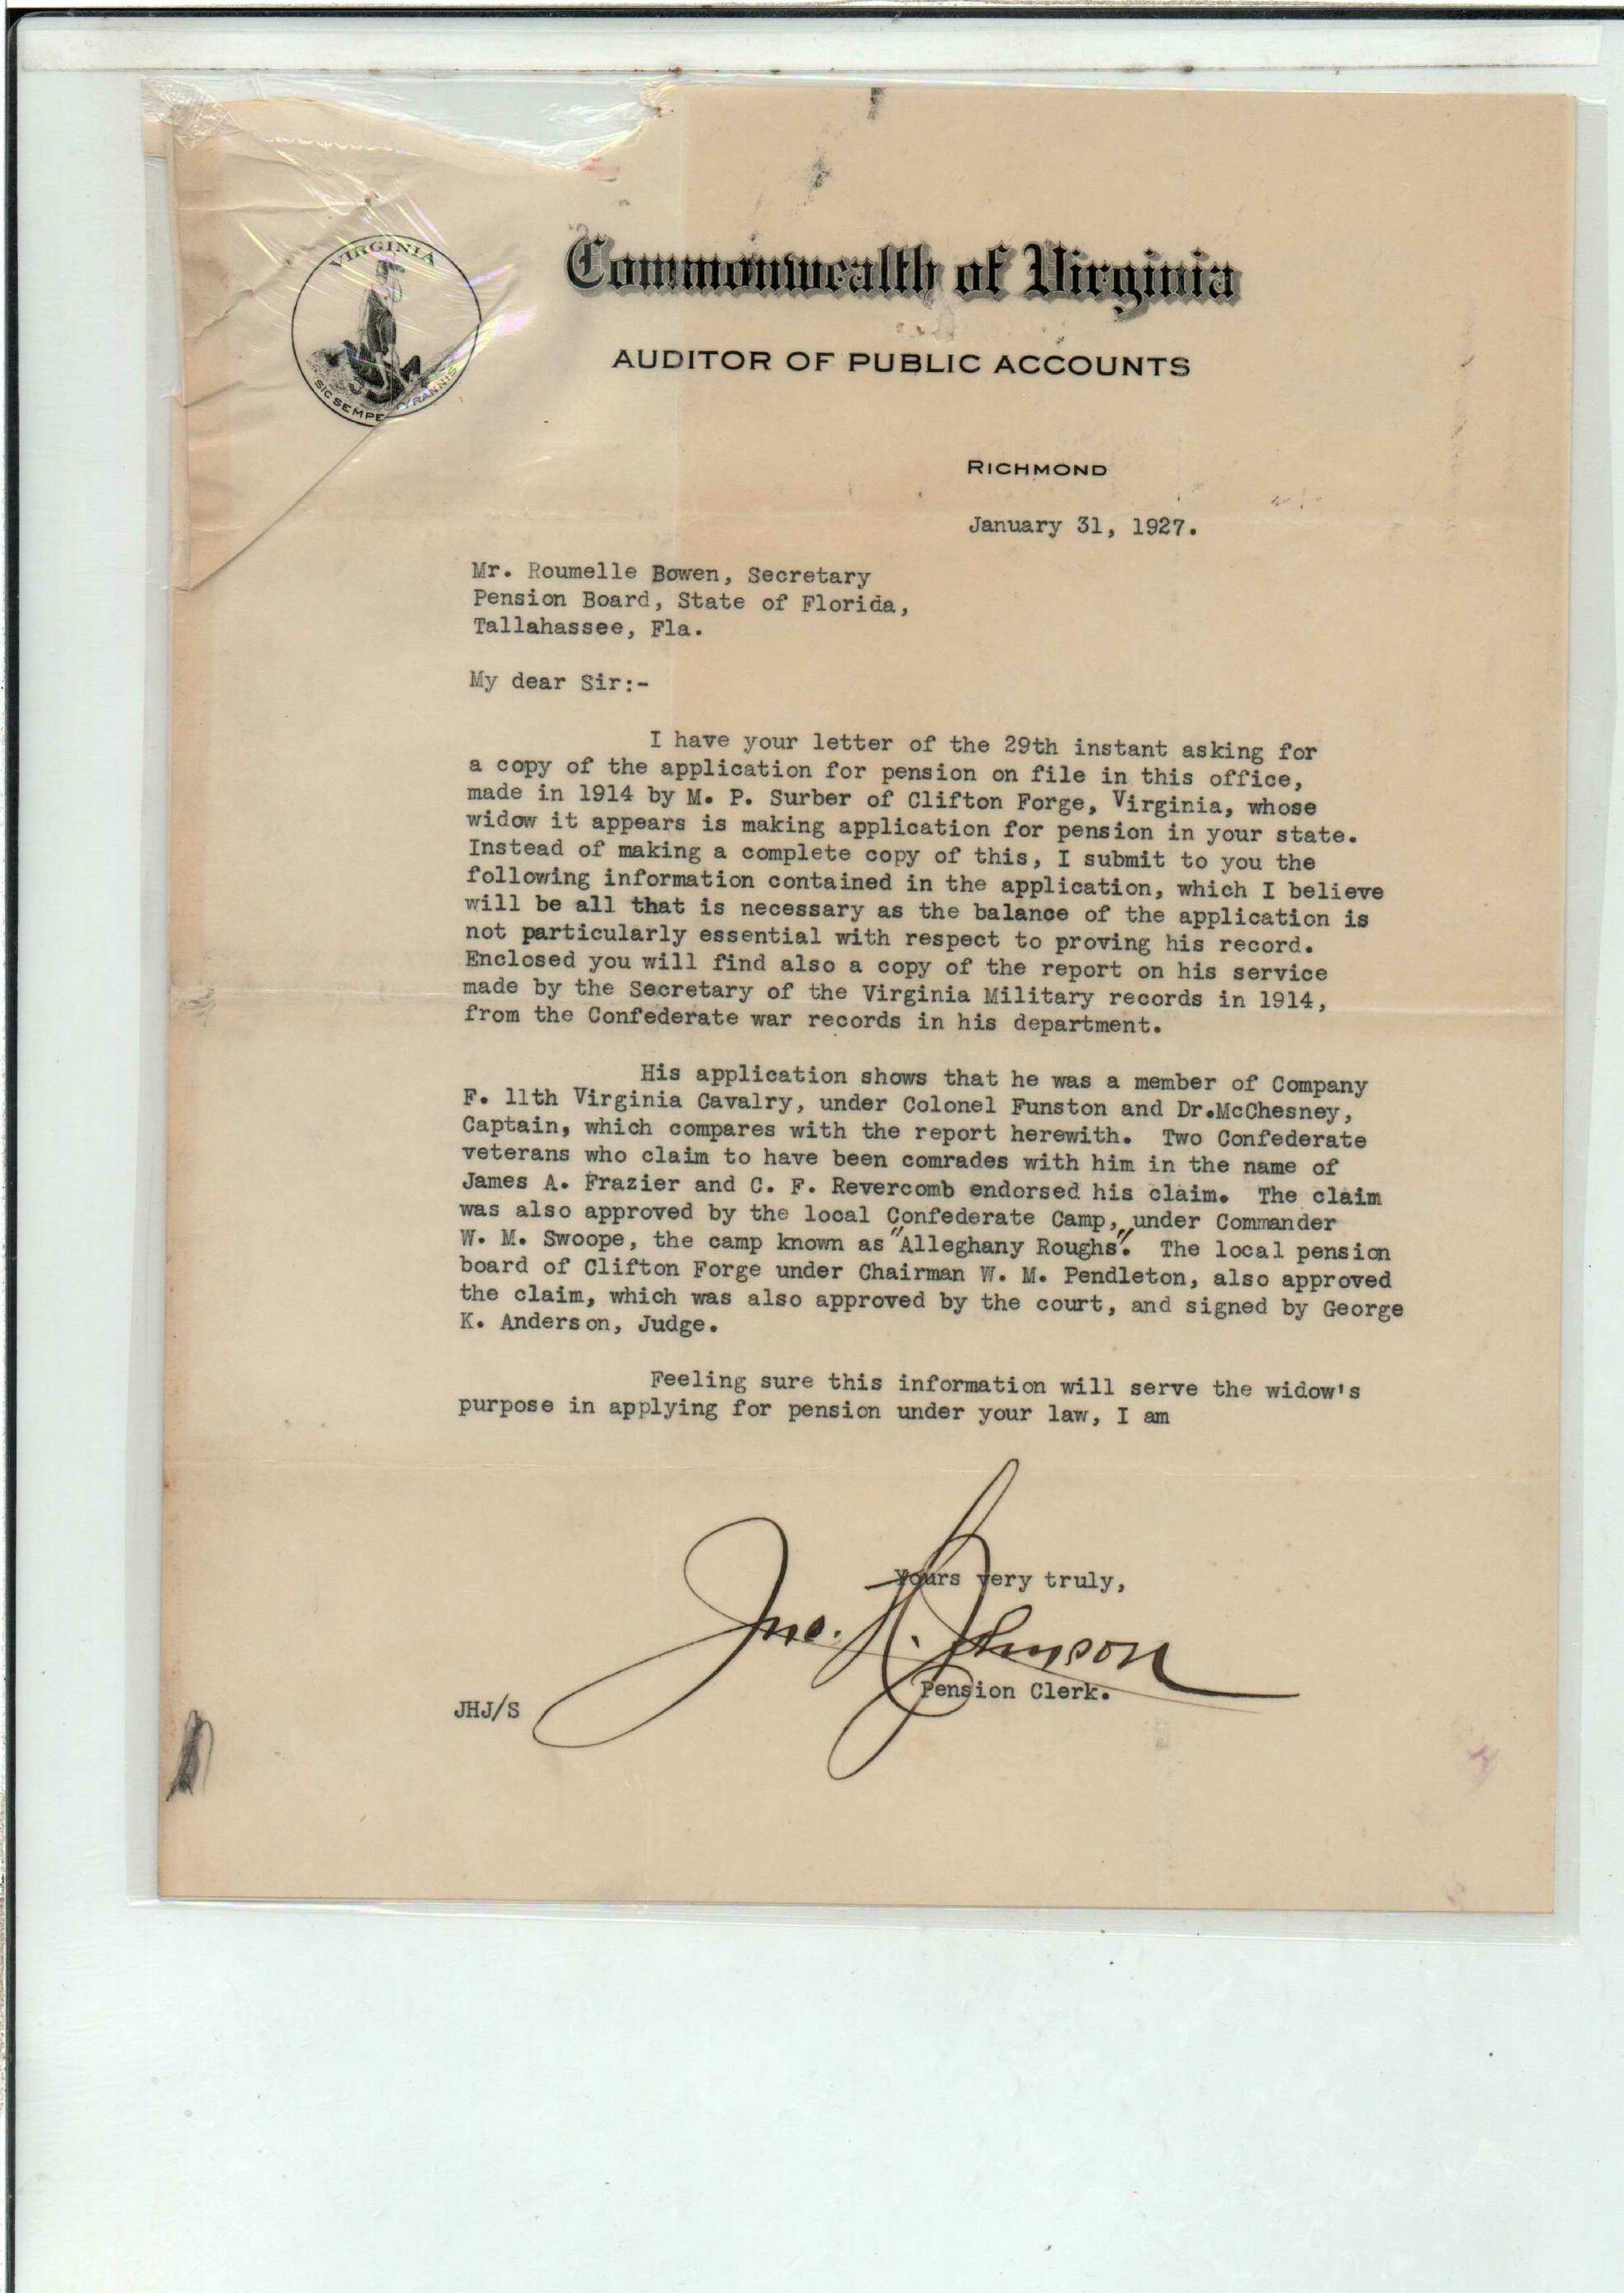 VIRGINIA
SIC SEMPE TYRANNIS
Commonwealth of Virginia
AUDITOR OF PUBLIC ACCOUNTS
RICHMOND
January 31, 1927.
Mr. Roumelle Bowen, Secretary
Pension Board, State of Florida,
Tallahassee, Fla.
My dear Sir:-
I have your letter of the 29th instant asking for
a copy of the application for pension on file in this office,
made in 1914 by M. P. Surber of Clifton Forge, Virginia, whose
widow it appears is making application for pension in your state.
Instead of making a complete copy of this, I submit to you the
following information contained in the application, which I believe
will be all that is necessary as the balance of the application is
not particularly essential with respect to proving his record.
Enclosed you will find also a copy of the report on his service
made by the Secretary of the Virginia Military records in 1914,
from the Confederate war records in his department.
His application shows that he was a member of Company
F. 11th Virginia Cavalry, under Colonel Funston and Dr.McChesney,
Captain, which compares with the report herewith. Two Confederate
veterans who claim to have been comrades with him in the name of
James A. Frazier and C. F. Revercomb endorsed his claim. The claim
was also approved by the local Confederate Camp, under Commander
W. M. Swoope, the camp known as "Alleghany Roughs". The local pension
board of Clifton Forge under Chairman W. M. Pendleton, also approved
the claim, which was also approved by the court, and signed by George
K. Anderson, Judge.
Feeling sure this information will serve the widow's
purpose in applying for pension under your law, I am
Yours very truly,
Jno. H. Johnson
Pension Clerk.
JHJ/S